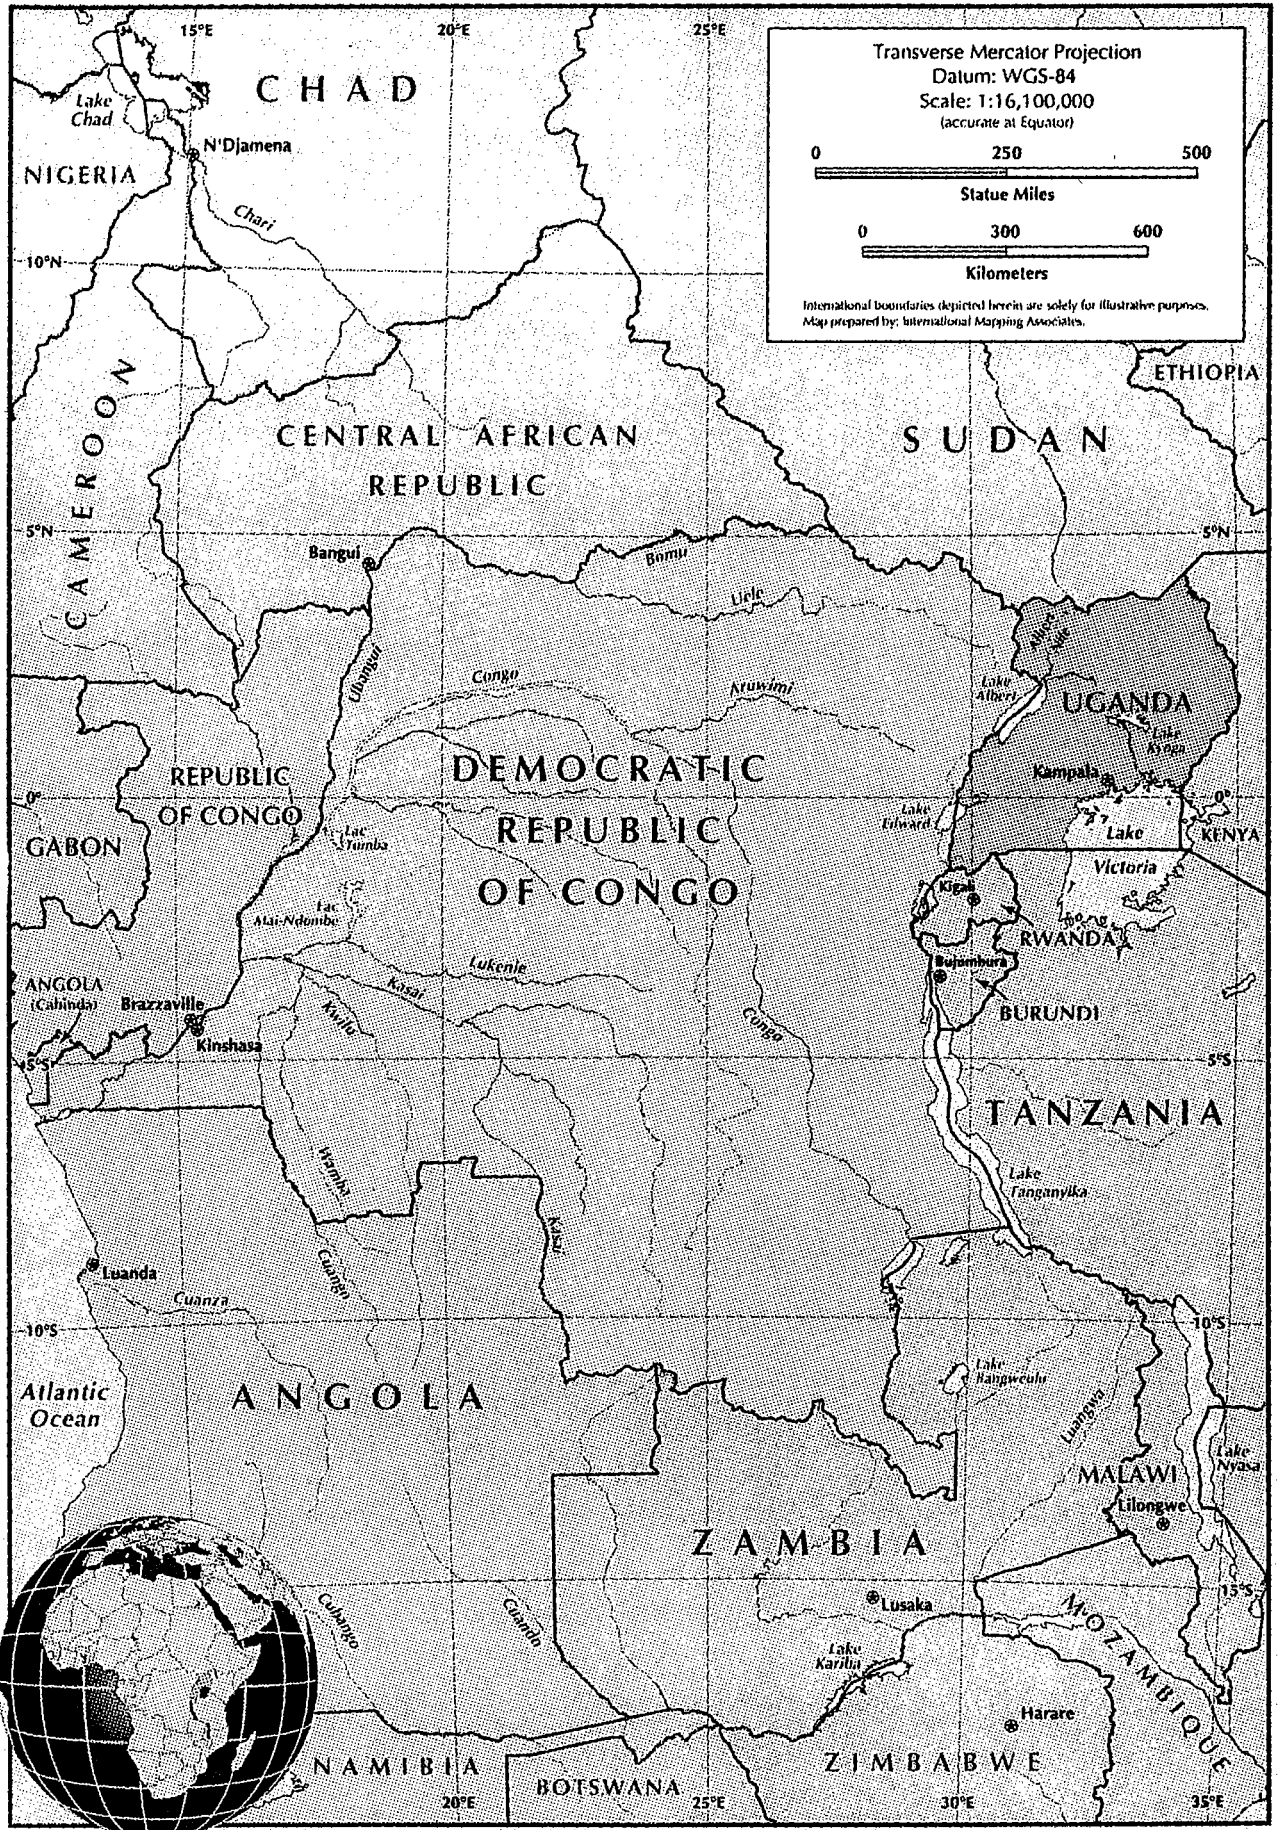 15°E
20°E
25°E
Transverse Mercator Projection
Datum: WGS-84
Scale: 1:16,100,000
(accurate at Equator)
0 250 500
Statue Miles
0 300 600
Kilometers
International boundaries depicted herein are solely for illustrative purposes.
Map prepared by: International Mapping Associates.
CHAD
Lake
Chad
N'Djamena
NIGERIA
Chari
10°N
ETHIOPIA
CAMEROON
CENTRAL AFRICAN
REPUBLIC
SUDAN
5°N
5°N
Bangui
Bomu
Uele
Albert
Nile
Ubangui
Congo
Aruwimi
Lake
Albert
UGANDA
Lake
Kyoga
REPUBLIC
OF CONGO
DEMOCRATIC
REPUBLIC
OF CONGO
Kampala
0°
0°
Lake
Edward
GABON
Lac
Tumba
Lake
Victoria
KENYA
Kigali
Lac
Mai-Ndombe
RWANDA
Lukenie
Kasai
Bujumbura
ANGOLA
(Cabinda)
Brazzaville
Kwilu
Congo
BURUNDI
Kinshasa
5°S
5°S
TANZANIA
Wamba
Lake
Tanganyika
Kasai
Cuango
Luanda
Cuanza
10°S
10°S
Atlantic
Ocean
ANGOLA
Lake
Bangweulu
Luangwa
Lake
Nyasa
MALAWI
Lilongwe
ZAMBIA
15°S
Cubango
Cuando
Lusaka
MOZAMBIQUE
Lake
Kariba
Harare
NAMIBIA
BOTSWANA
ZIMBABWE
20°E
25°E
30°E
35°E